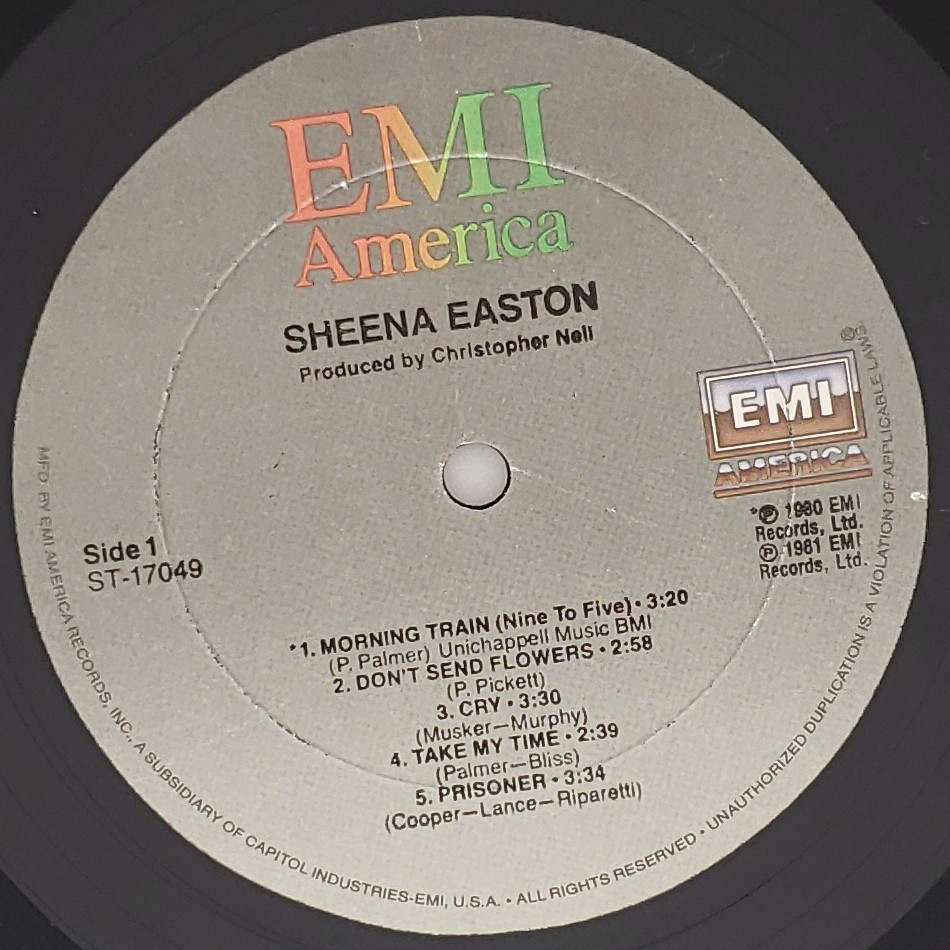 EMI
America
SHEENA EASTON
Produced by Christopher Neil
EMI
AMERICA
*℗ 1980 EMI
Records, Ltd.
℗ 1981 EMI
Records, Ltd.
Side 1
ST-17049
*1. MORNING TRAIN (Nine To Five) • 3:20
(P. Palmer) Unichappell Music BMI
2. DON'T SEND FLOWERS • 2:58
(P. Pickett)
3. CRY • 3:30
(Musker—Murphy)
4. TAKE MY TIME • 2:39
(Palmer—Bliss)
5. PRISONER • 3:34
(Cooper—Lance—Riparetti)
MFD. BY EMI AMERICA RECORDS, INC., A SUBSIDIARY OF CAPITOL INDUSTRIES-EMI, U.S.A. • ALL RIGHTS RESERVED • UNAUTHORIZED DUPLICATION IS A VIOLATION OF APPLICABLE LAWS.